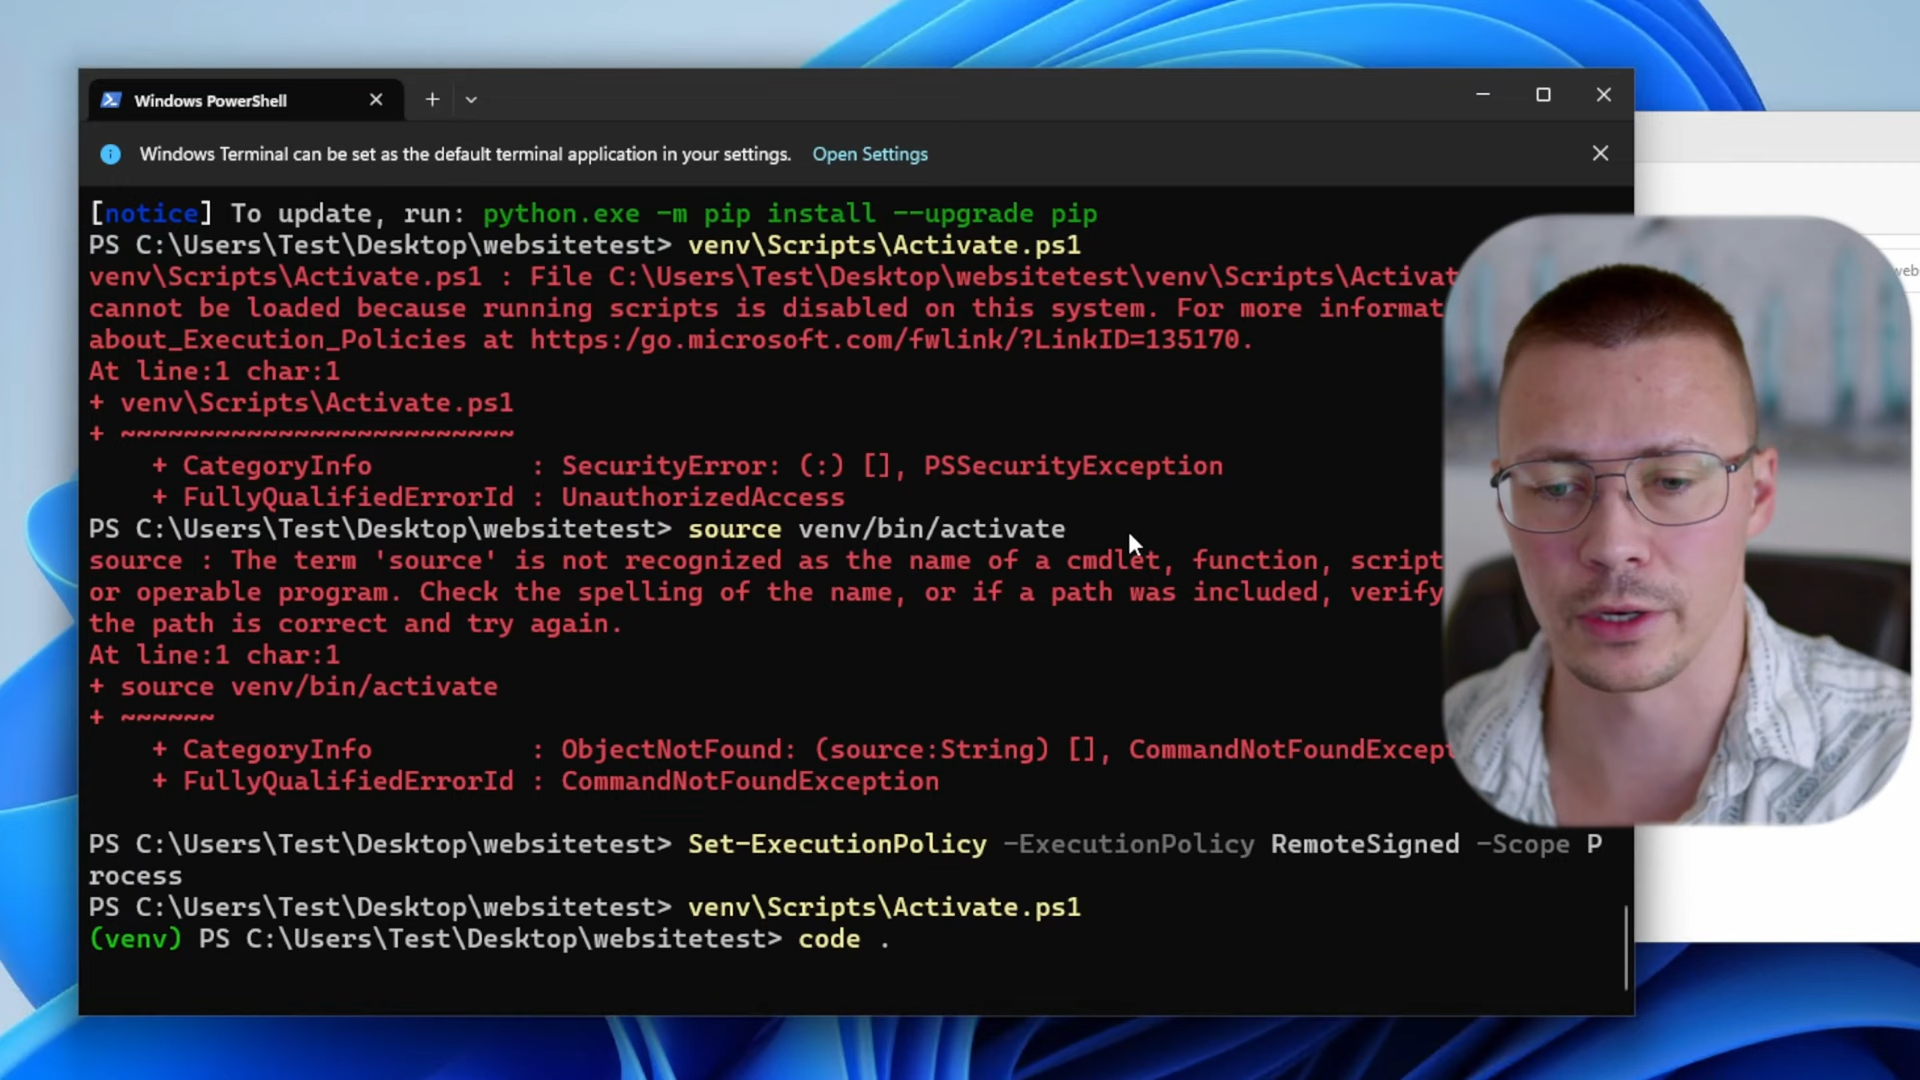 Windows PowerShell
Windows Terminal can be set as the default terminal application in your settings. Open Settings
[notice] To update, run: python.exe -m pip install --upgrade pip
PS C:\Users\Test\Desktop\websitetest> venv\Scripts\Activate.ps1
venv\Scripts\Activate.ps1 : File C:\Users\Test\Desktop\websitetest\venv\Scripts\Activat
cannot be loaded because running scripts is disabled on this system. For more informat
about_Execution_Policies at https:/go.microsoft.com/fwlink/?LinkID=135170.
At line:1 char:1
+ venv\Scripts\Activate.ps1
+ ~~~~~~~~~~~~~~~~~~~~~~~~~
+ CategoryInfo : SecurityError: (:) [], PSSecurityException
+ FullyQualifiedErrorId : UnauthorizedAccess
PS C:\Users\Test\Desktop\websitetest> source venv/bin/activate
source : The term 'source' is not recognized as the name of a cmdlet, function, script
or operable program. Check the spelling of the name, or if a path was included, verify
the path is correct and try again.
At line:1 char:1
+ source venv/bin/activate
+ ~~~~~~
+ CategoryInfo : ObjectNotFound: (source:String) [], CommandNotFoundExcept
+ FullyQualifiedErrorId : CommandNotFoundException
PS C:\Users\Test\Desktop\websitetest> Set-ExecutionPolicy -ExecutionPolicy RemoteSigned -Scope P
rocess
PS C:\Users\Test\Desktop\websitetest> venv\Scripts\Activate.ps1
(venv) PS C:\Users\Test\Desktop\websitetest> code .